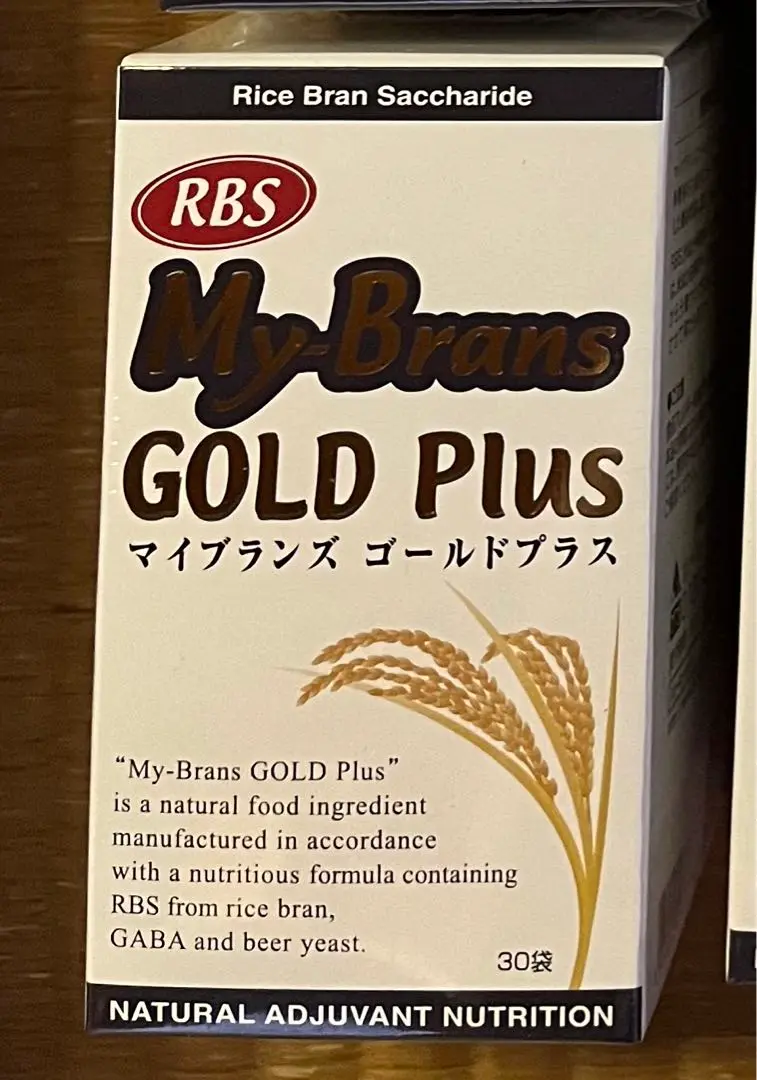 Rice Bran Saccharide
RBS
My-Brans
GOLD Plus
マイブランズ ゴールドプラス
“My-Brans GOLD Plus”
is a natural food ingredient
manufactured in accordance
with a nutritious formula containing
RBS from rice bran,
GABA and beer yeast.
30袋
NATURAL ADJUVANT NUTRITION